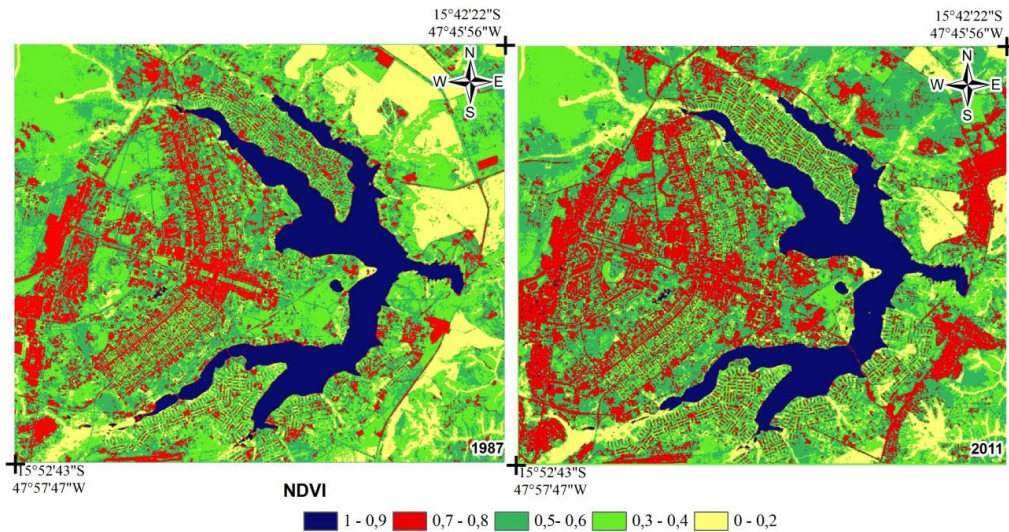 15°42'22"S
47°45'56"W
15°42'22"S
47°45'56"W
N
W E
S
N
W E
S
1987
2011
15°52'43"S
47°57'47"W
15°52'43"S
47°57'47"W
NDVI
1 - 0,9
0,7 - 0,8
0,5- 0,6
0,3 - 0,4
0 - 0,2